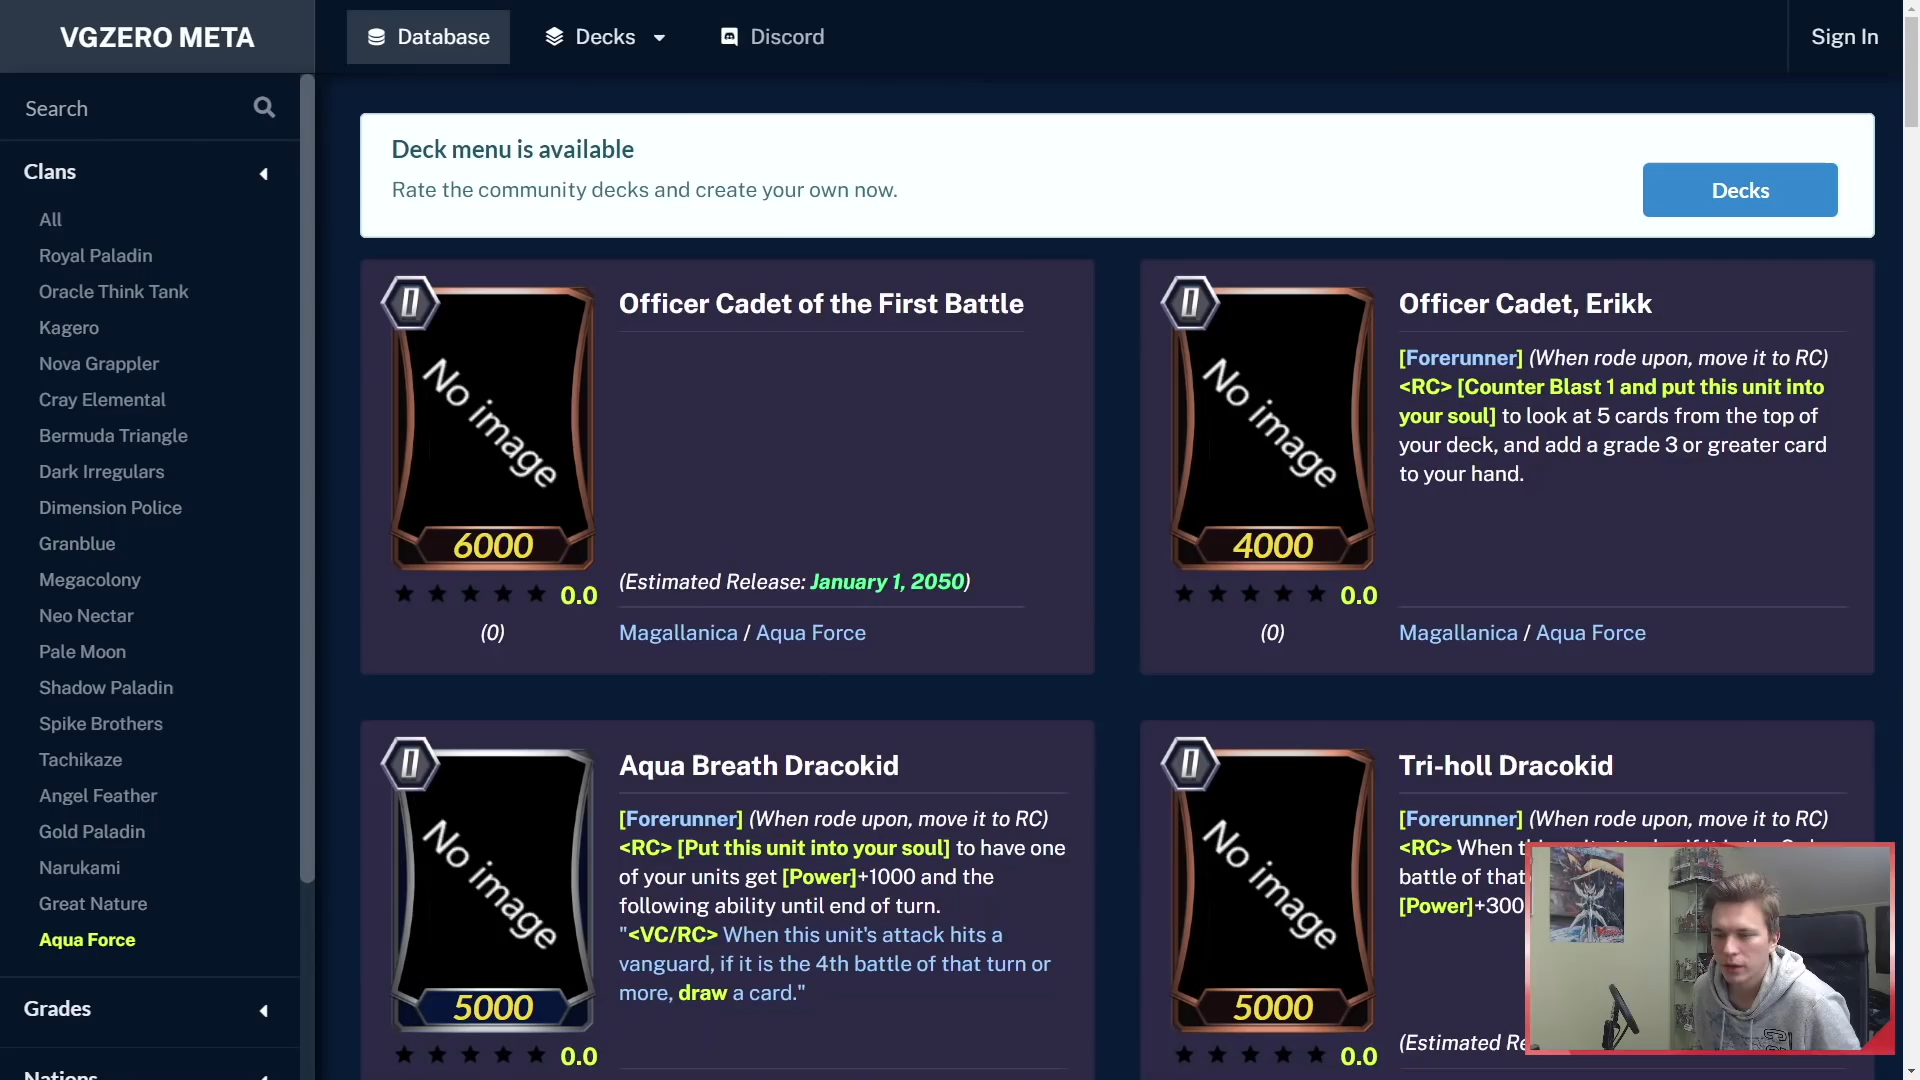 VGZERO META
Database
Decks
Discord
Sign In
Search
Clans
All
Royal Paladin
Oracle Think Tank
Kagero
Nova Grappler
Cray Elemental
Bermuda Triangle
Dark Irregulars
Dimension Police
Granblue
Megacolony
Neo Nectar
Pale Moon
Shadow Paladin
Spike Brothers
Tachikaze
Angel Feather
Gold Paladin
Narukami
Great Nature
Aqua Force
Grades
Nations
Deck menu is available
Rate the community decks and create your own now.
Decks
0
No image
6000
0.0
(0)
Officer Cadet of the First Battle
(Estimated Release: January 1, 2050)
Magallanica / Aqua Force
0
No image
4000
0.0
(0)
Officer Cadet, Erikk
[Forerunner] (When rode upon, move it to RC)
<RC> [Counter Blast 1 and put this unit into
your soul] to look at 5 cards from the top of
your deck, and add a grade 3 or greater card
to your hand.
Magallanica / Aqua Force
0
No image
5000
0.0
Aqua Breath Dracokid
[Forerunner] (When rode upon, move it to RC)
<RC> [Put this unit into your soul] to have one
of your units get [Power]+1000 and the
following ability until end of turn.
"<VC/RC> When this unit's attack hits a
vanguard, if it is the 4th battle of that turn or
more, draw a card."
0
No image
5000
0.0
Tri-holl Dracokid
[Forerunner] (When rode upon, move it to RC)
<RC> When
battle of that
[Power]+300
(Estimated